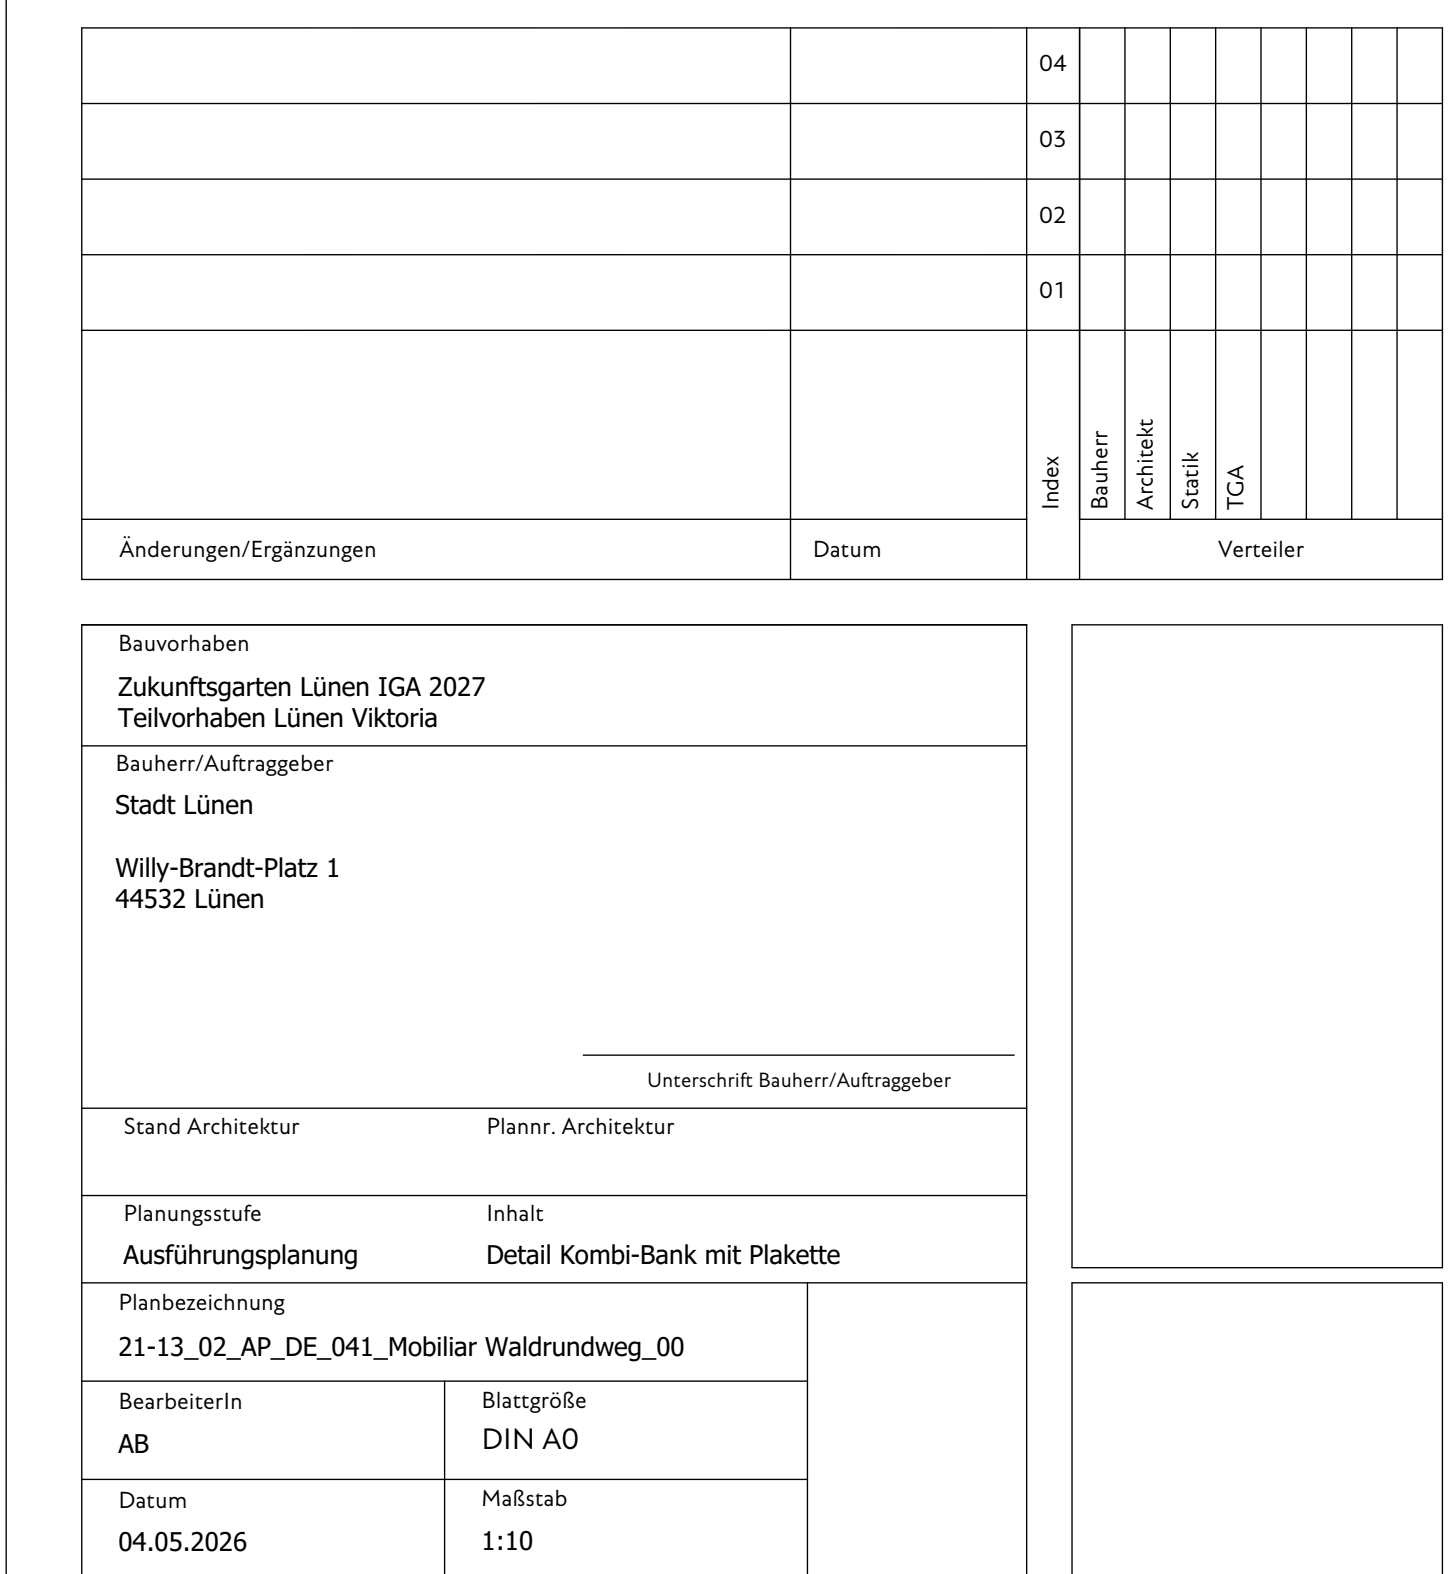 04
03
02
01
Index
Bauherr
Architekt
Statik
TGA
Änderungen/Ergänzungen
Datum
Verteiler
Bauvorhaben
Zukunftsgarten Lünen IGA 2027
Teilvorhaben Lünen Viktoria
Bauherr/Auftraggeber
Stadt Lünen
Willy-Brandt-Platz 1
44532 Lünen
Unterschrift Bauherr/Auftraggeber
Stand Architektur
Plannr. Architektur
Planungsstufe
Inhalt
Ausführungsplanung
Detail Kombi-Bank mit Plakette
Planbezeichnung
21-13_02_AP_DE_041_Mobiliar Waldrundweg_00
BearbeiterIn
Blattgröße
AB
DIN A0
Datum
Maßstab
04.05.2026
1:10